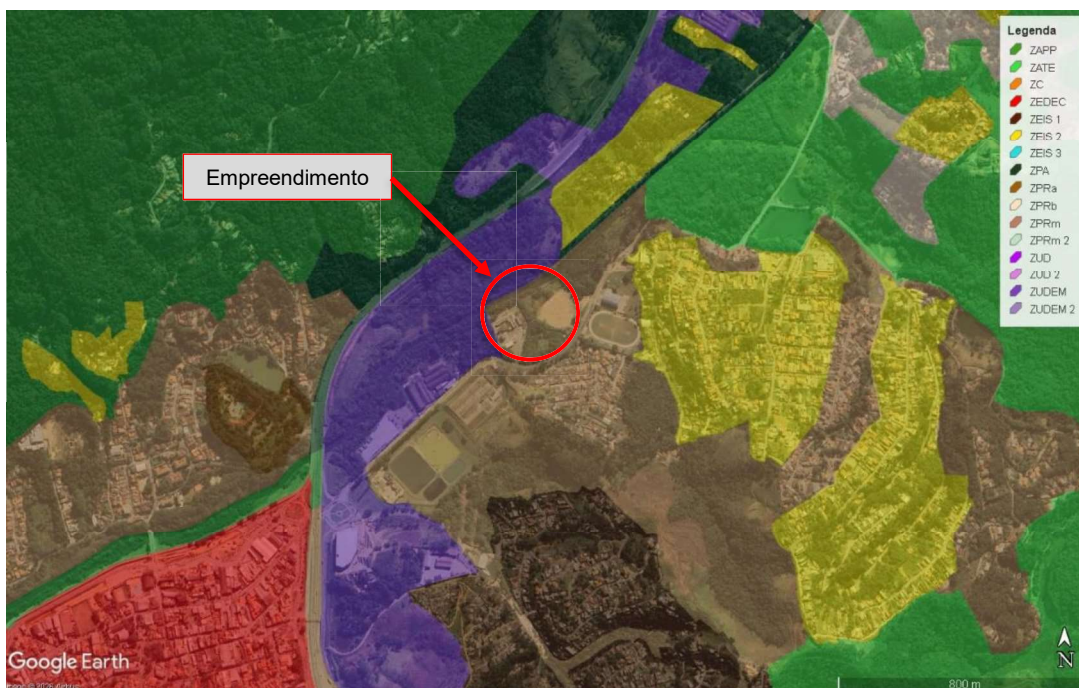 Legenda
ZAPP
ZATE
ZC
ZEDEC
ZEIS 1
ZEIS 2
ZEIS 3
ZPA
ZPRa
ZPRb
ZPRm
ZPRm 2
ZUD
ZUD 2
ZUDEM
ZUDEM 2
Empreendimento
Google Earth
N
800 m